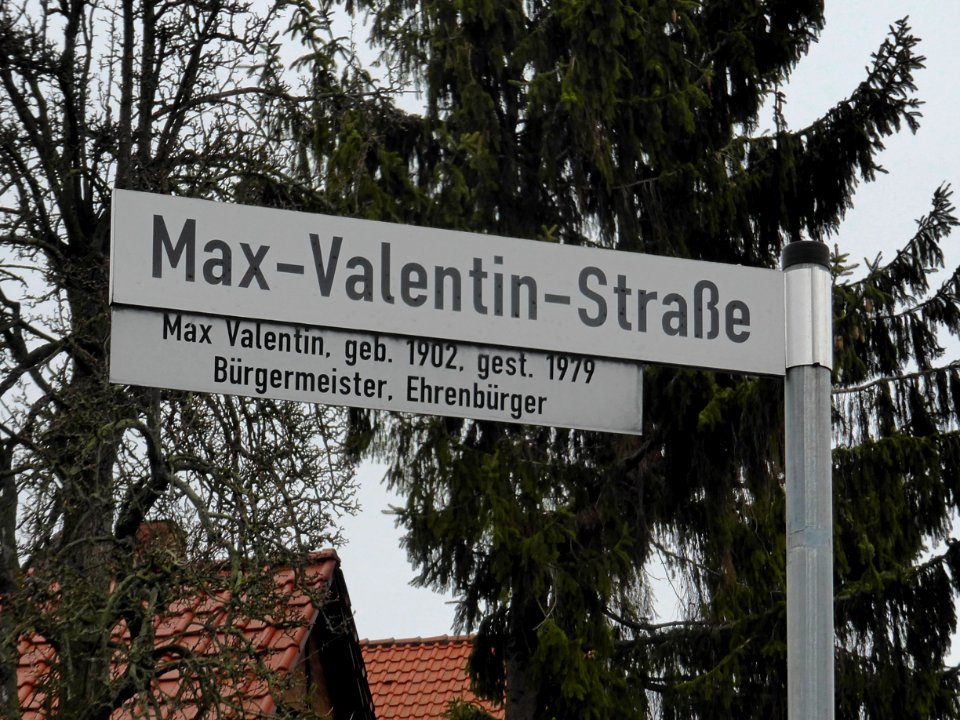 Max-Valentin-Straße
Max Valentin, geb. 1902, gest. 1979
Bürgermeister, Ehrenbürger